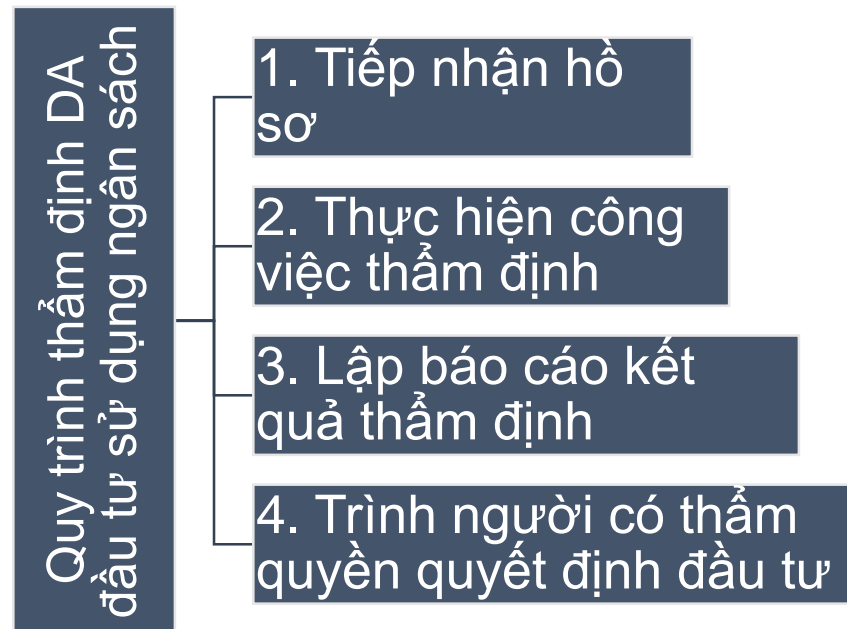 Quy trình thẩm định DA
đầu tư sử dụng ngân sách
1. Tiếp nhận hồ
sơ
2. Thực hiện công
việc thẩm định
3. Lập báo cáo kết
quả thẩm định
4. Trình người có thẩm
quyền quyết định đầu tư